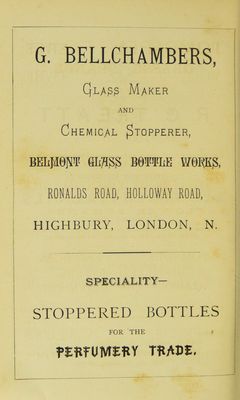 G. BELLCHAMBERS,
GLASS MAKER
AND
CHEMICAL STOPPERER,
BELMONT GLASS BOTTLE WORKS,
RONALDS ROAD, HOLLOWAY ROAD,
HIGHBURY, LONDON, N.
SPECIALITY—
STOPPERED BOTTLES
FOR THE
PERFUMERY TRADE.